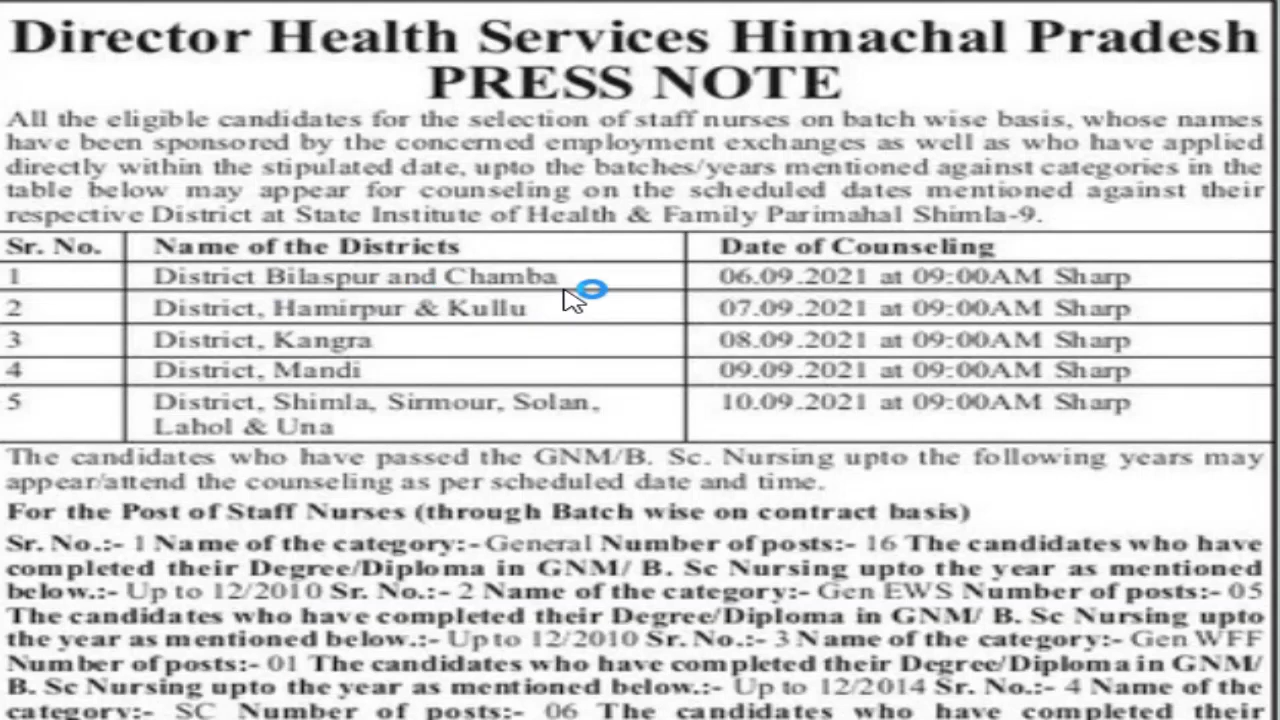 Director Health Services Himachal Pradesh
PRESS NOTE
All the eligible candidates for the selection of staff nurses on batch wise basis, whose names
have been sponsored by the concerned employment exchanges as well as who have applied
directly within the stipulated date, upto the batches/years mentioned against categories in the
table below may appear for counseling on the scheduled dates mentioned against their
respective District at State Institute of Health & Family Parimahal Shimla-9.
Sr. No. Name of the Districts Date of Counseling
1 District Bilaspur and Chamba 06.09.2021 at 09:00AM Sharp
2 District, Hamirpur & Kullu 07.09.2021 at 09:00AM Sharp
3 District, Kangra 08.09.2021 at 09:00AM Sharp
4 District, Mandi 09.09.2021 at 09:00AM Sharp
5 District, Shimla, Sirmour, Solan, 10.09.2021 at 09:00AM Sharp
Lahol & Una
The candidates who have passed the GNM/B. Sc. Nursing upto the following years may
appear/attend the counseling as per scheduled date and time.
For the Post of Staff Nurses (through Batch wise on contract basis)
Sr. No.:- 1 Name of the category:- General Number of posts:- 16 The candidates who have
completed their Degree/Diploma in GNM/ B. Sc Nursing upto the year as mentioned
below.:- Up to 12/2010 Sr. No.:- 2 Name of the category:- Gen EWS Number of posts:- 05
The candidates who have completed their Degree/Diploma in GNM/ B. Sc Nursing upto
the year as mentioned below.:- Up to 12/2010 Sr. No.:- 3 Name of the category:- Gen WFF
Number of posts:- 01 The candidates who have completed their Degree/Diploma in GNM/
B. Sc Nursing upto the year as mentioned below.:- Up to 12/2014 Sr. No.:- 4 Name of the
category:- SC Number of posts:- 06 The candidates who have completed their